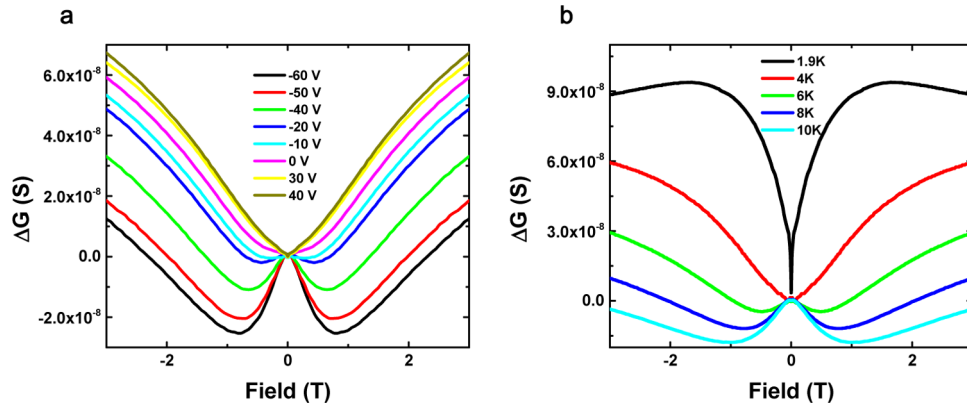 a
6.0x10⁻⁸
4.0x10⁻⁸
2.0x10⁻⁸
0.0
-2.0x10⁻⁸
ΔG (S)
-60 V
-50 V
-40 V
-20 V
-10 V
0 V
30 V
40 V
-2
0
2
Field (T)
b
9.0x10⁻⁸
6.0x10⁻⁸
3.0x10⁻⁸
0.0
ΔG (S)
1.9K
4K
6K
8K
10K
-2
0
2
Field (T)